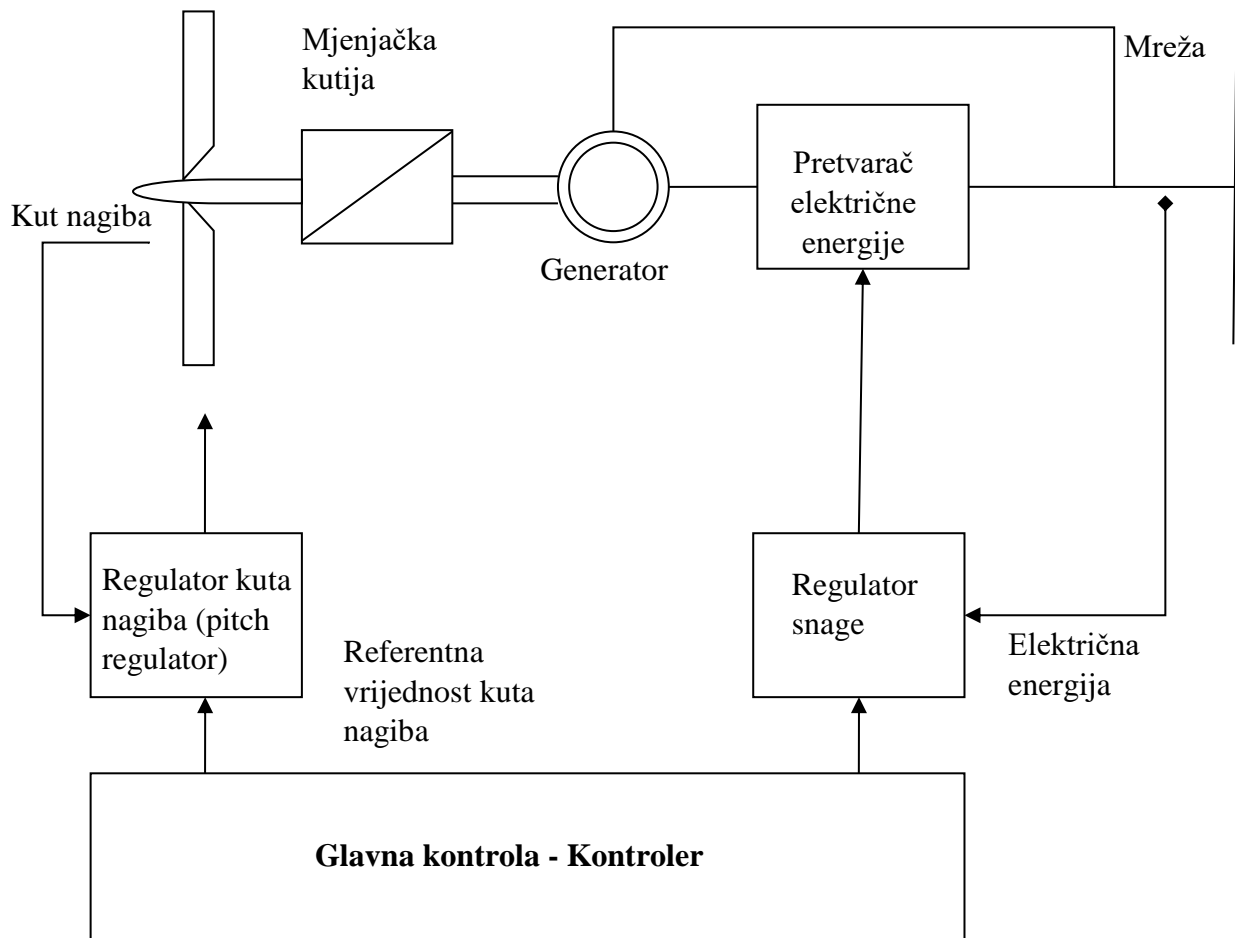 Mjenjačka
kutija
Mreža
Pretvarač
električne
energije
Kut nagiba
Generator
Regulator kuta
nagiba (pitch
regulator)
Referentna
vrijednost kuta
nagiba
Regulator
snage
Električna
energija
Glavna kontrola - Kontroler